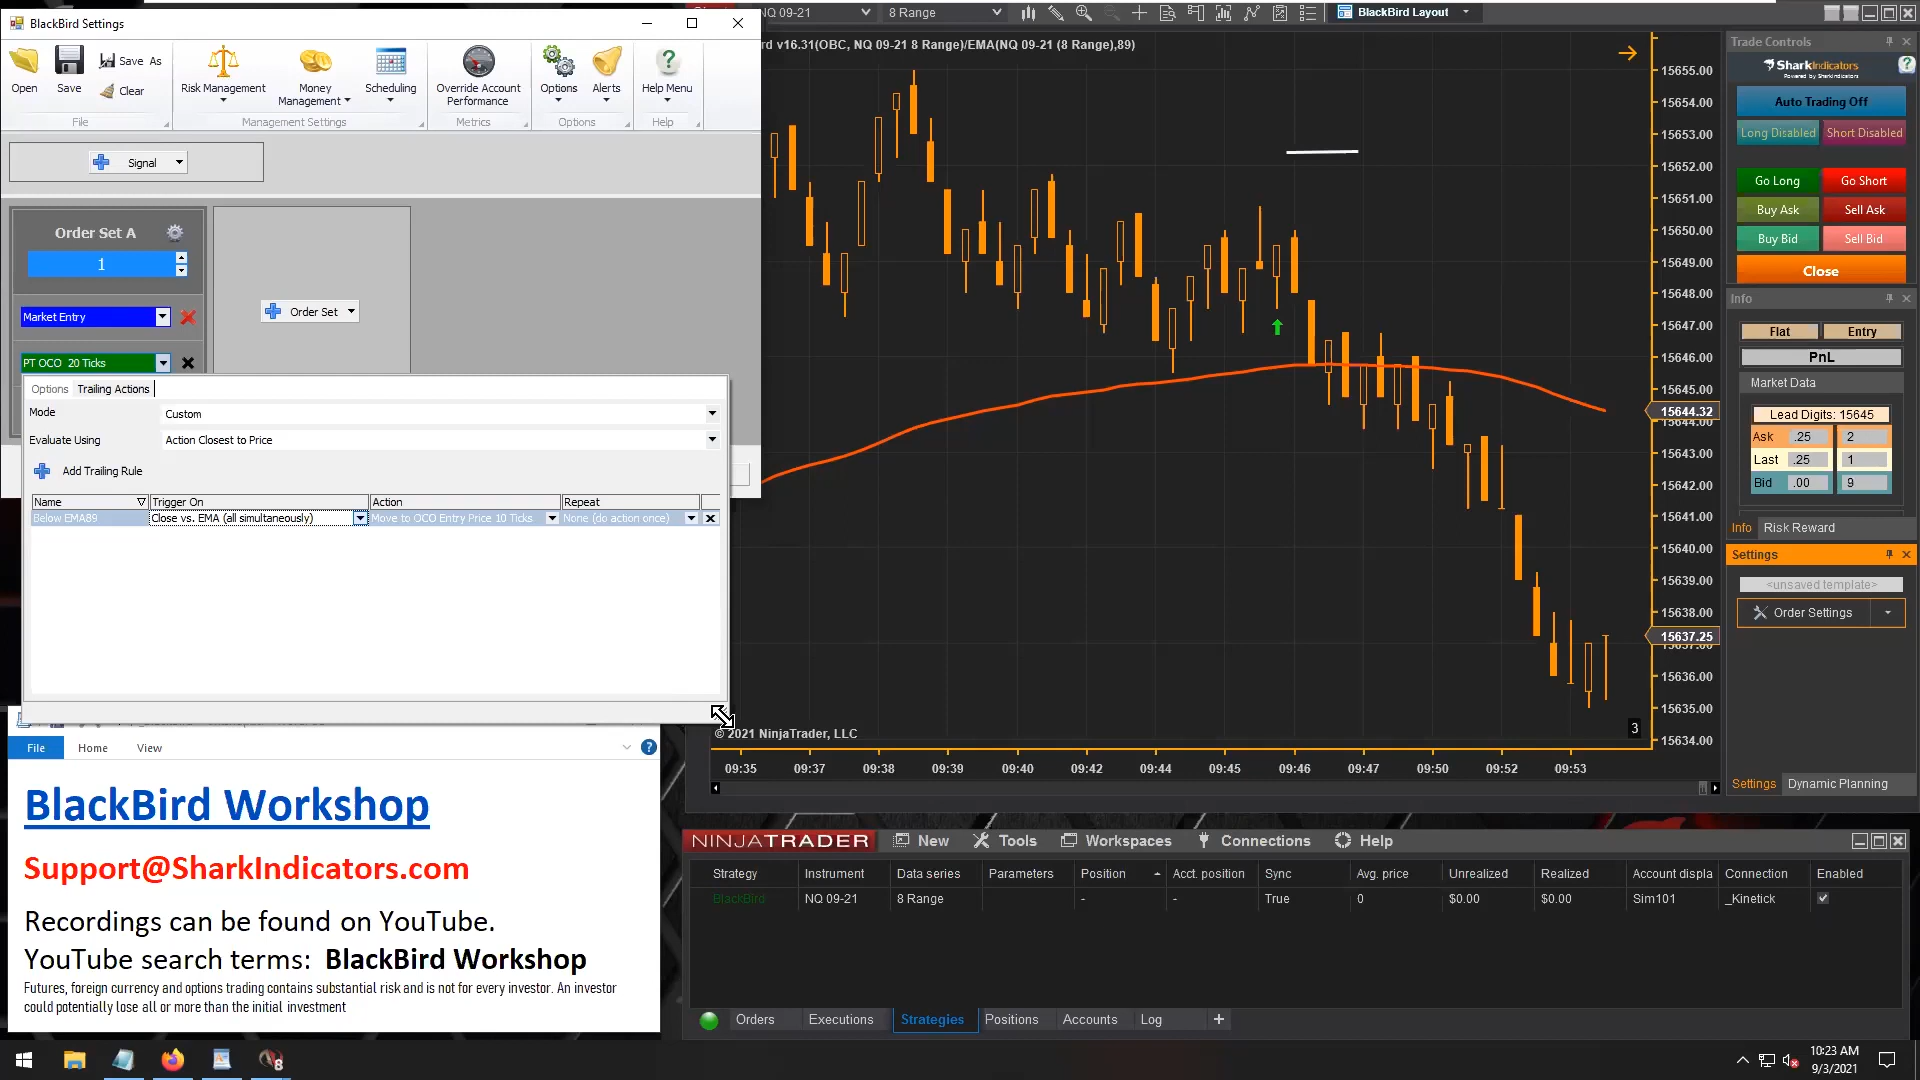 BlackBird Settings
Open
Save
Save As
Clear
File
Risk Management
Money Management
Scheduling
Management Settings
Override Account Performance
Metrics
Options
Alerts
Options
Help Menu
Help
Signal
Order Set A
1
Market Entry
PT OCO 20 Ticks
Order Set
Options
Trailing Actions
Mode
Custom
Evaluate Using
Action Closest to Price
Add Trailing Rule
Name
Trigger On
Action
Repeat
Below EMA89
Close vs. EMA (all simultaneously)
Move to OCO Entry Price 10 Ticks
None (do action once)
File
Home
View
BlackBird Workshop
Support@SharkIndicators.com
Recordings can be found on YouTube.
YouTube search terms: BlackBird Workshop
Futures, foreign currency and options trading contains substantial risk and is not for every investor. An investor
could potentially lose all or more than the initial investment
NQ 09-21
8 Range
BlackBird Layout
rd v16.31(OBC, NQ 09-21 8 Range)/EMA(NQ 09-21 (8 Range),89)
15655.00
15654.00
15653.00
15652.00
15651.00
15650.00
15649.00
15648.00
15647.00
15646.00
15645.00
15644.32
15644.00
15643.00
15642.00
15641.00
15640.00
15639.00
15638.00
15637.25
15637.00
15636.00
15635.00
15634.00
3
© 2021 NinjaTrader, LLC
09:35
09:37
09:38
09:39
09:40
09:42
09:44
09:45
09:46
09:47
09:50
09:52
09:53
Trade Controls
SharkIndicators
Powered by SharkIndicators
Auto Trading Off
Long Disabled
Short Disabled
Go Long
Go Short
Buy Ask
Sell Ask
Buy Bid
Sell Bid
Close
Info
Flat
Entry
PnL
Market Data
Lead Digits: 15645
Ask .25 2
Last .25 1
Bid .00 9
Info
Risk Reward
Settings
<unsaved template>
Order Settings
Settings
Dynamic Planning
NINJATRADER
New
Tools
Workspaces
Connections
Help
Strategy
Instrument
Data series
Parameters
Position
Acct. position
Sync
Avg. price
Unrealized
Realized
Account displa
Connection
Enabled
BlackBird
NQ 09-21
8 Range
-
-
True
0
$0.00
$0.00
Sim101
_Kinetick
Orders
Executions
Strategies
Positions
Accounts
Log
+
8
10:23 AM
9/3/2021